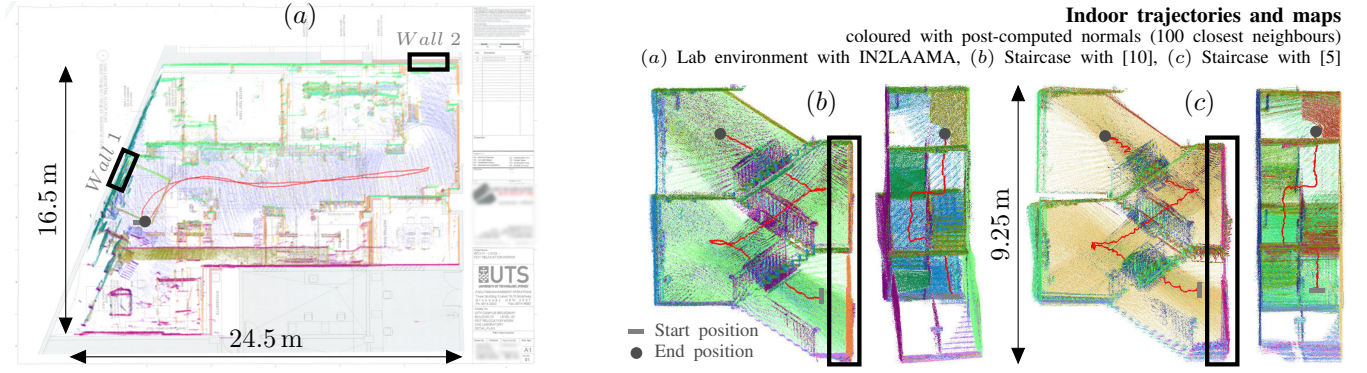 (a)
Wall 2
Wall 1
16.5 m
24.5 m
UTS
Indoor trajectories and maps
coloured with post-computed normals (100 closest neighbours)
(a) Lab environment with IN2LAAMA, (b) Staircase with [10], (c) Staircase with [5]
(b)
(c)
9.25 m
Start position
End position